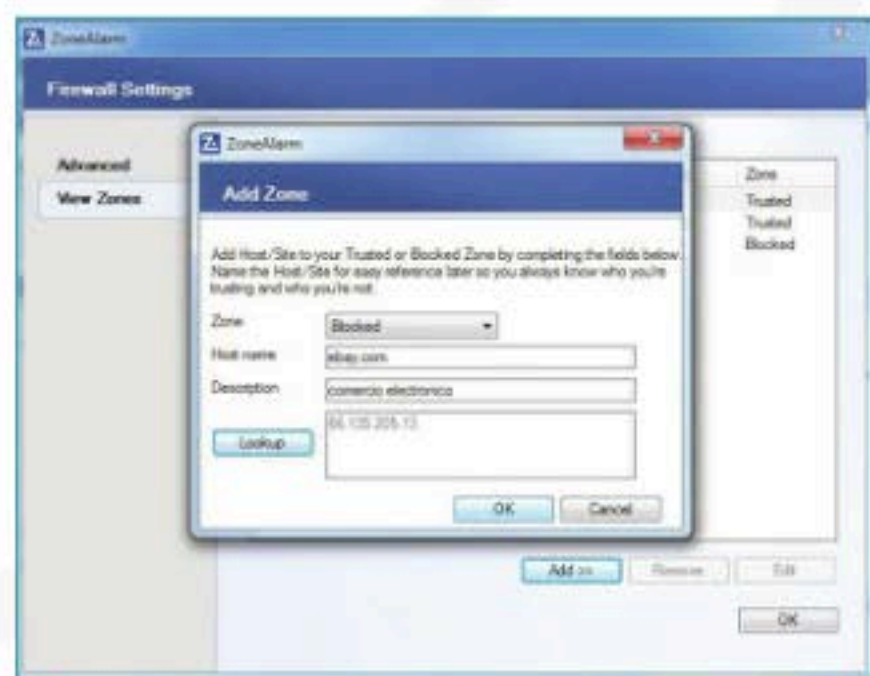 ZoneAlarm
Firewall Settings
Advanced
View Zones
Zone
Trusted
Trusted
Blocked
ZoneAlarm
Add Zone
Add Host/Site to your Trusted or Blocked Zone by completing the fields below.
Name the Host/Site for easy reference later so you always know who you're
trusting and who you're not.
Zone
Blocked
Host name
ebay.com
Description
comercio electronico
Lookup
OK
Cancel
Add >>
Remove
Edit
OK